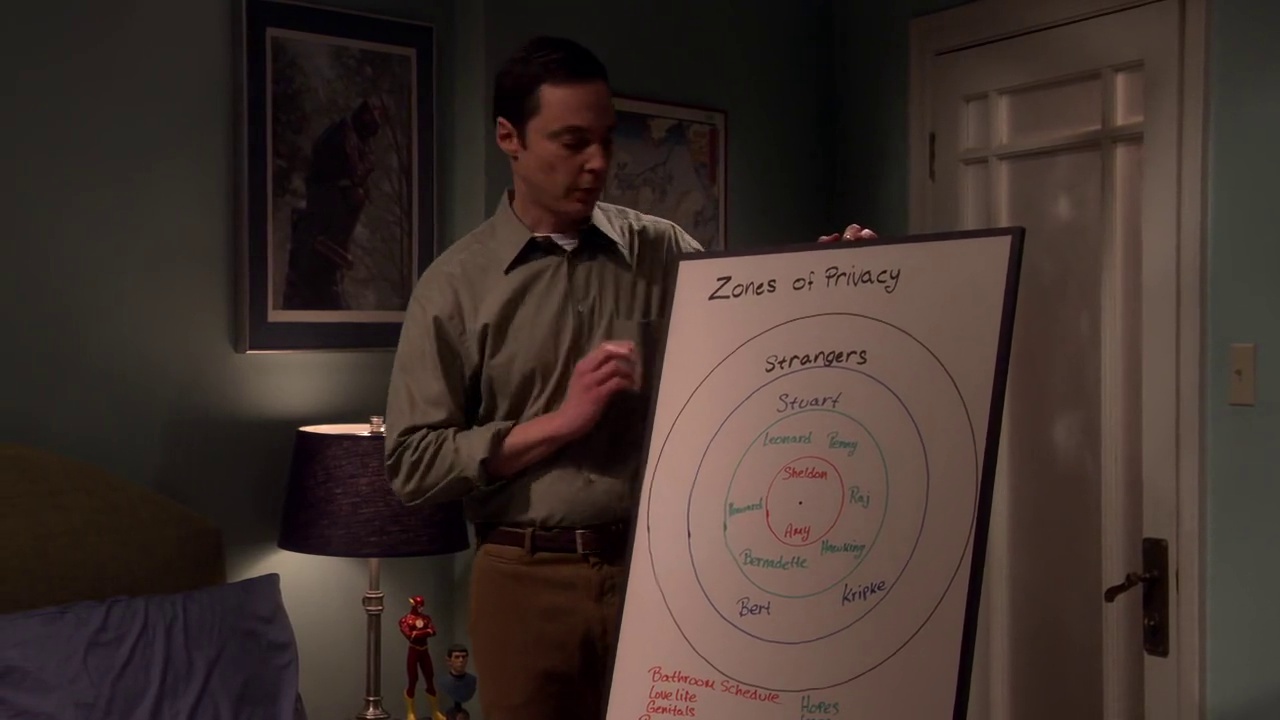 Zones of Privacy
Strangers
Stuart
Leonard Penny
Sheldon
Howard
Raj
Amy
Hawking
Bernadette
Kripke
Bert
Bathroom Schedule
Love life
Hopes
Genitals